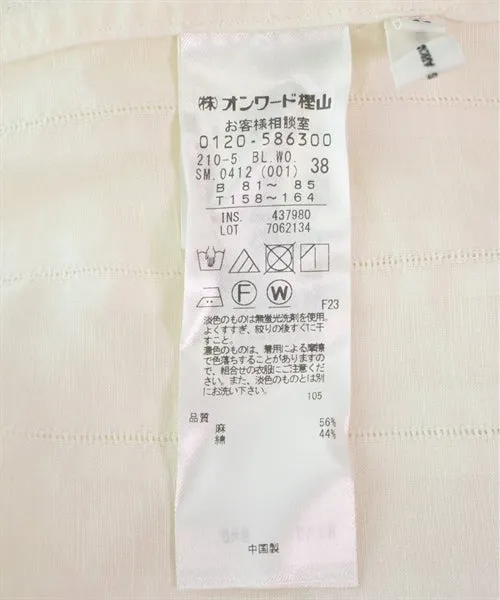 (株)オンワード樫山
お客様相談室
0120-586300
210-5 BL.WO.
SM.0412 (001) 38
B 81~ 85
T 158~164
INS. 437980
LOT 7062134
F W
F23
淡色のものは無蛍光洗剤を使用。
よくすすぎ、絞りの後すぐに干
すこと。
濃色のものは、着用による摩擦
で色落ちすることがありますの
で、組合せの衣服にご注意くだ
さい。また、淡色のものとは別
にお洗い下さい。
105
品質
麻 56%
綿 44%
中国製